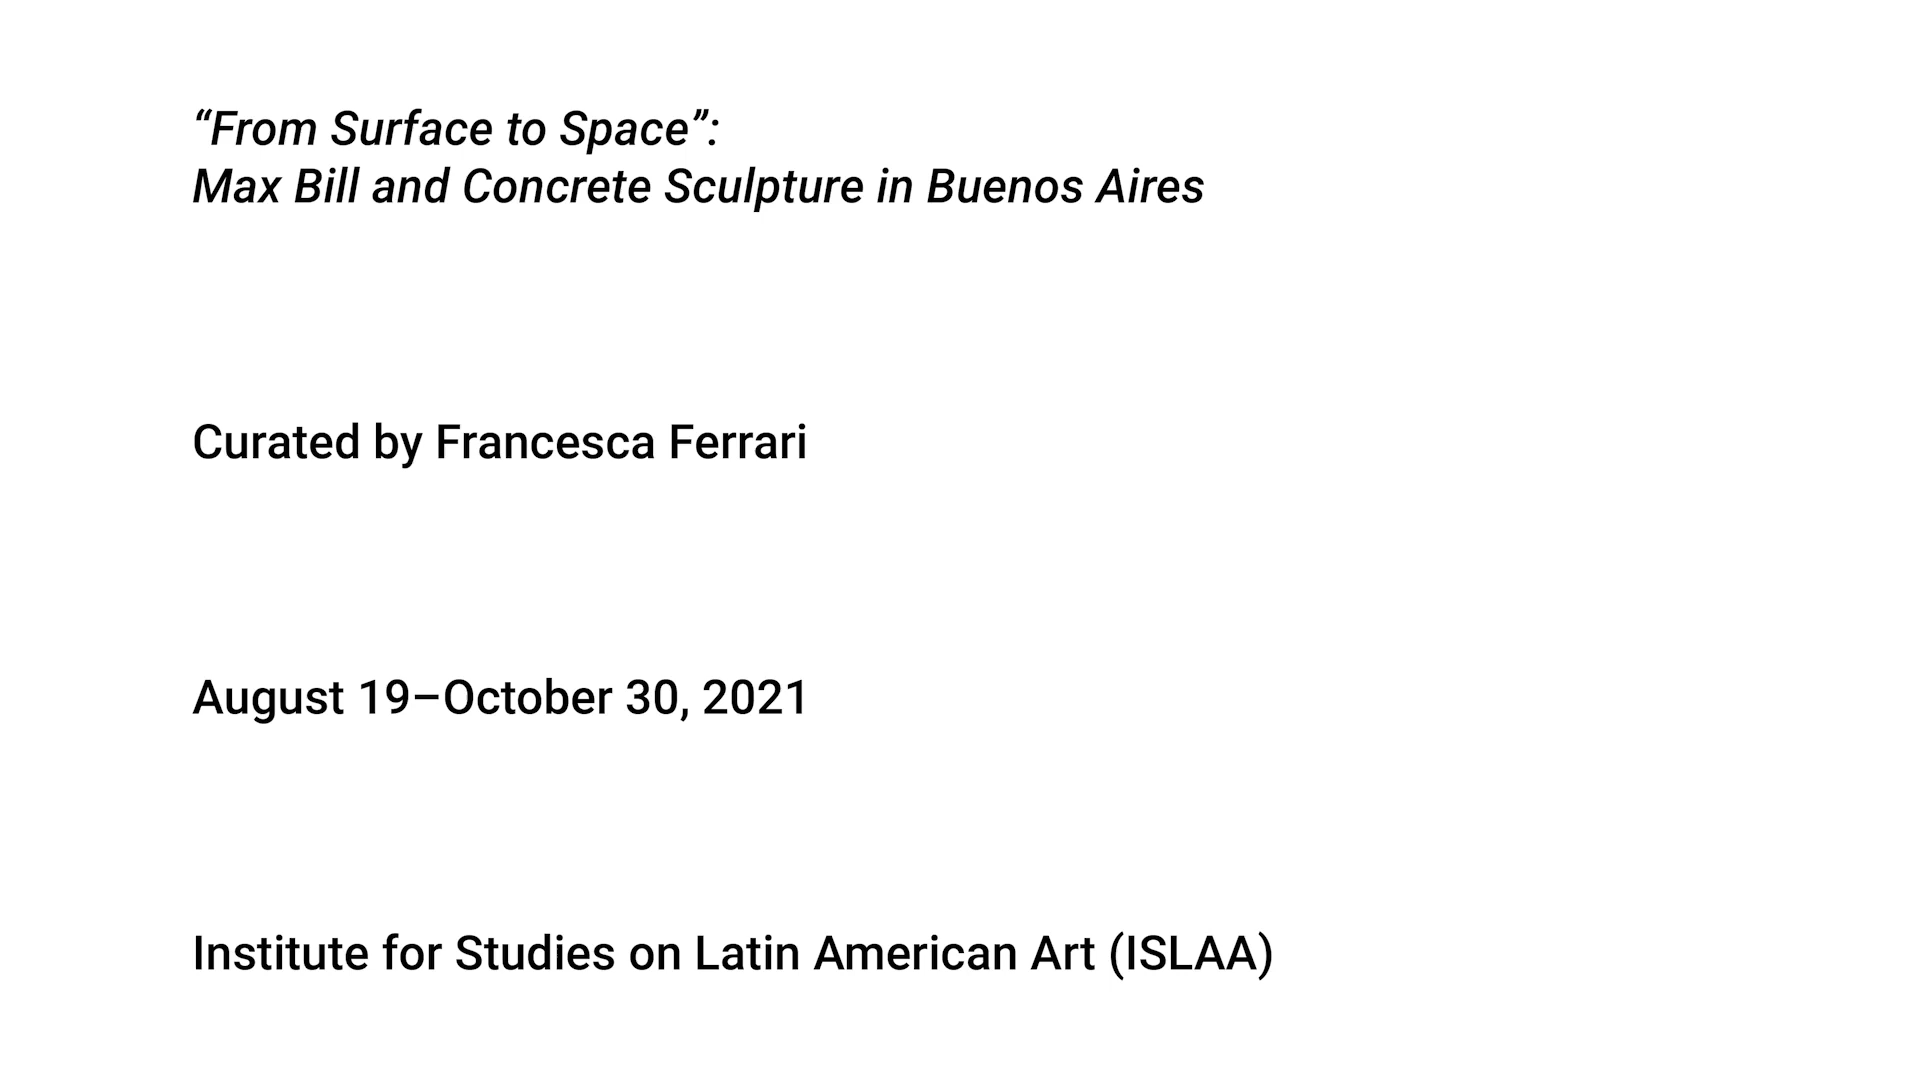 “From Surface to Space”:
Max Bill and Concrete Sculpture in Buenos Aires
Curated by Francesca Ferrari
August 19–October 30, 2021
Institute for Studies on Latin American Art (ISLAA)